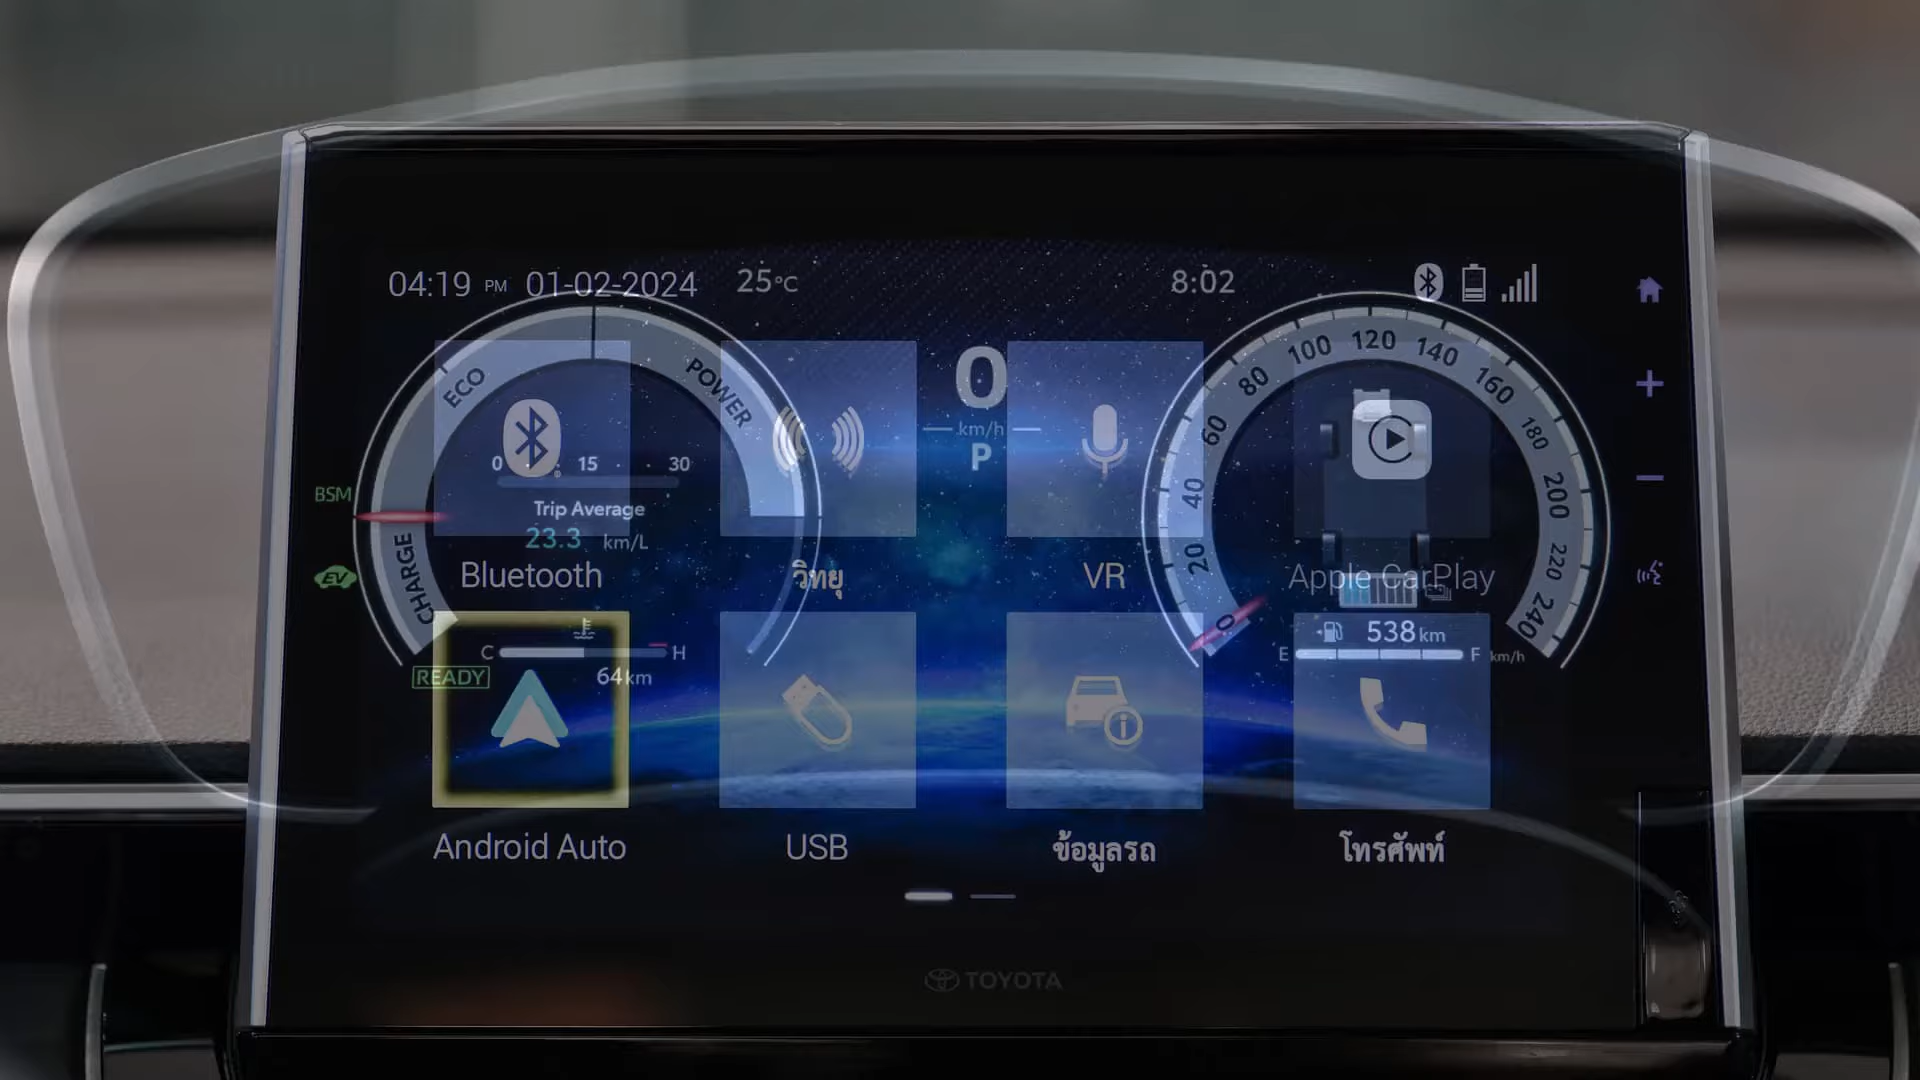 04:19 PM 01-02-2024 25°C 8:02
ECO
POWER
CHARGE
0 15 30
Trip Average
23.3 km/L
BSM
EV
C H
READY
64 km
0
km/h
P
0 20 40 60 80 100 120 140 160 180 200 220 240
km/h
538 km
E F
Bluetooth
วิทยุ
VR
Apple CarPlay
Android Auto
USB
ข้อมูลรถ
โทรศัพท์
TOYOTA